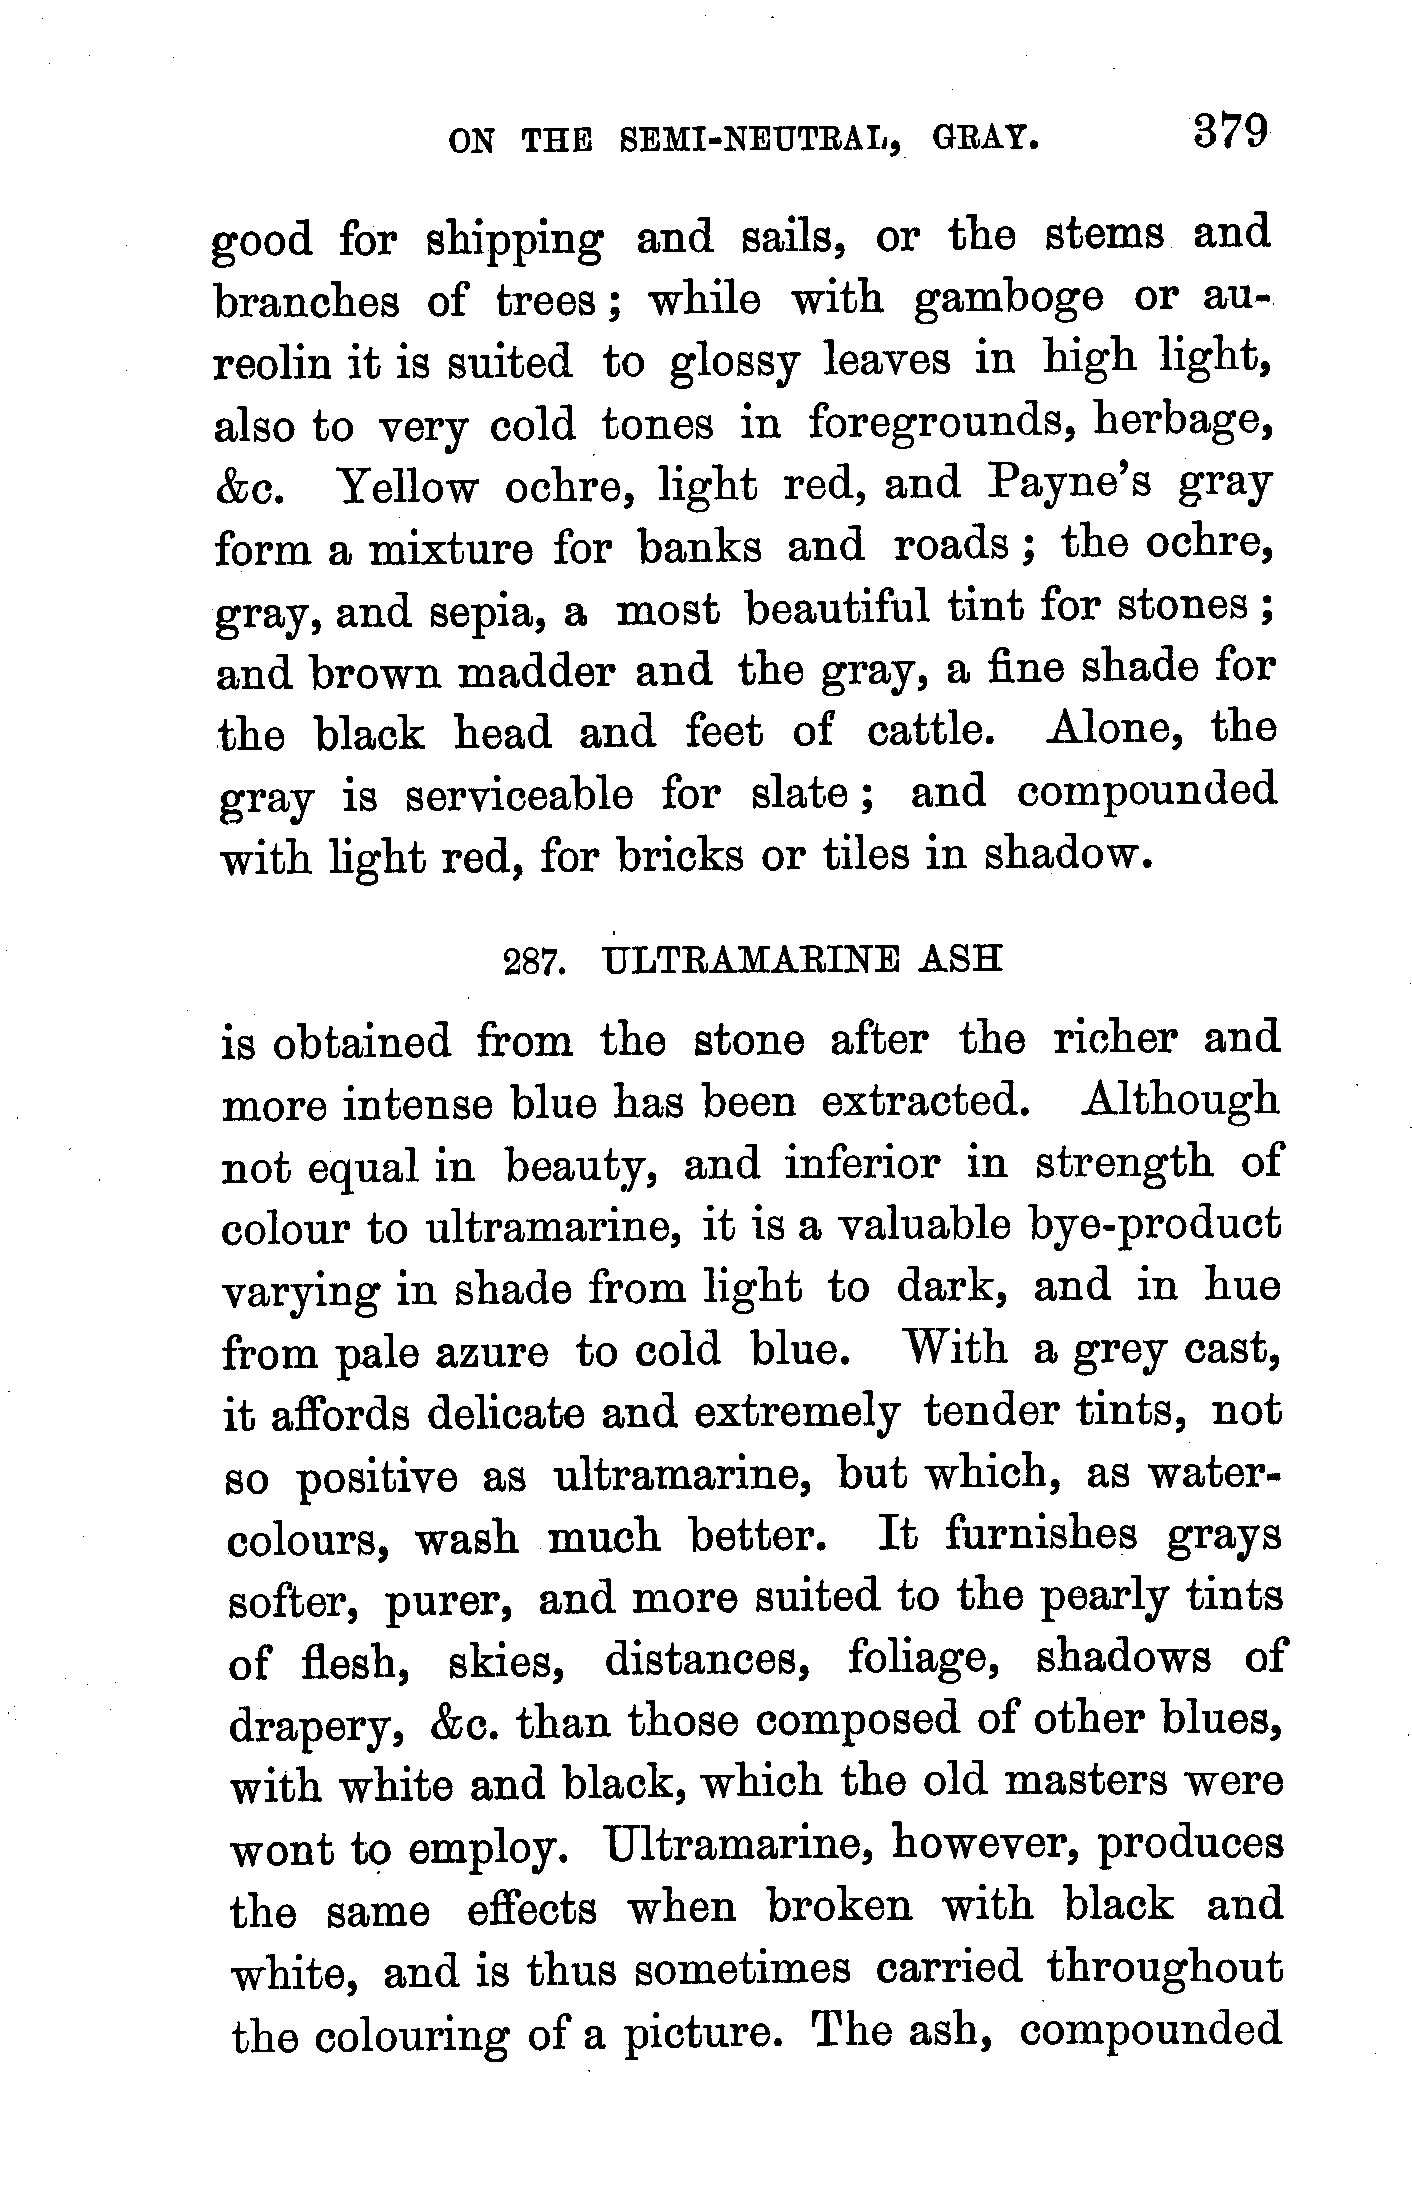 ON THE SEMI-NEUTRAL, GRAY. 379
good for shipping and sails, or the stems and
branches of trees; while with gamboge or au-
reolin it is suited to glossy leaves in high light,
also to very cold tones in foregrounds, herbage,
&c. Yellow ochre, light red, and Payne's gray
form a mixture for banks and roads; the ochre,
gray, and sepia, a most beautiful tint for stones;
and brown madder and the gray, a fine shade for
the black head and feet of cattle. Alone, the
gray is serviceable for slate; and compounded
with light red, for bricks or tiles in shadow.
287. ULTRAMARINE ASH
is obtained from the stone after the richer and
more intense blue has been extracted. Although
not equal in beauty, and inferior in strength of
colour to ultramarine, it is a valuable bye-product
varying in shade from light to dark, and in hue
from pale azure to cold blue. With a grey cast,
it affords delicate and extremely tender tints, not
so positive as ultramarine, but which, as water-
colours, wash much better. It furnishes grays
softer, purer, and more suited to the pearly tints
of flesh, skies, distances, foliage, shadows of
drapery, &c. than those composed of other blues,
with white and black, which the old masters were
wont to employ. Ultramarine, however, produces
the same effects when broken with black and
white, and is thus sometimes carried throughout
the colouring of a picture. The ash, compounded